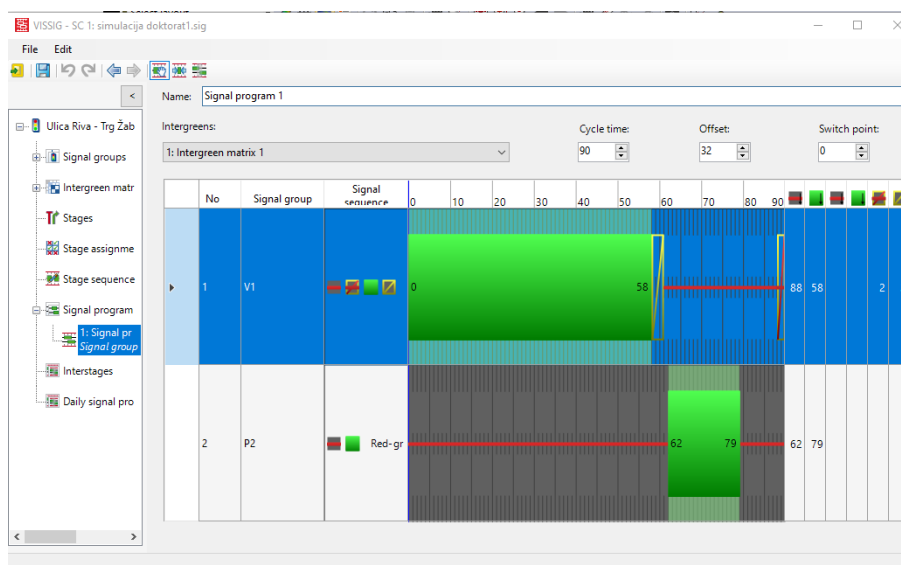 VISSIG - SC 1: simulacija doktorat1.sig
File Edit
<
Name: Signal program 1
Ulica Riva - Trg Žab
Signal groups
Intergreen matr
Stages
Stage assignme
Stage sequence
Signal program
1: Signal pr
Signal group
Interstages
Daily signal pro
Intergreens: Cycle time: Offset: Switch point:
1: Intergreen matrix 1 90 32 0
No Signal group Signal sequence 0 10 20 30 40 50 60 70 80 90
1 V1 0 58 88 58 2
2 P2 Red-gr 62 79 62 79